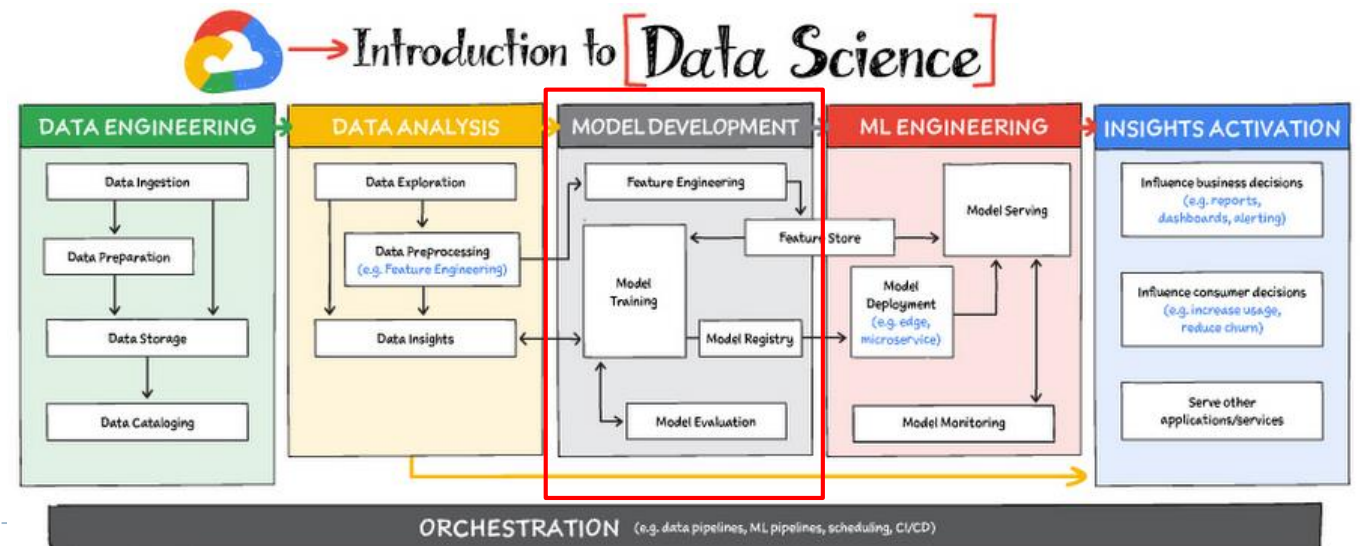 Introduction to [Data Science]
DATA ENGINEERING
Data Ingestion
Data Preparation
Data Storage
Data Cataloging
DATA ANALYSIS
Data Exploration
Data Preprocessing
(e.g. Feature Engineering)
Data Insights
MODEL DEVELOPMENT
Feature Engineering
Feature Store
Model
Training
Model Registry
Model Evaluation
ML ENGINEERING
Model Serving
Model
Deployment
(e.g. edge,
microservice)
Model Monitoring
INSIGHTS ACTIVATION
Influence business decisions
(e.g. reports,
dashboards, alerting)
Influence consumer decisions
(e.g. increase usage,
reduce churn)
Serve other
applications/services
ORCHESTRATION (e.g. data pipelines, ML pipelines, scheduling, CI/CD)